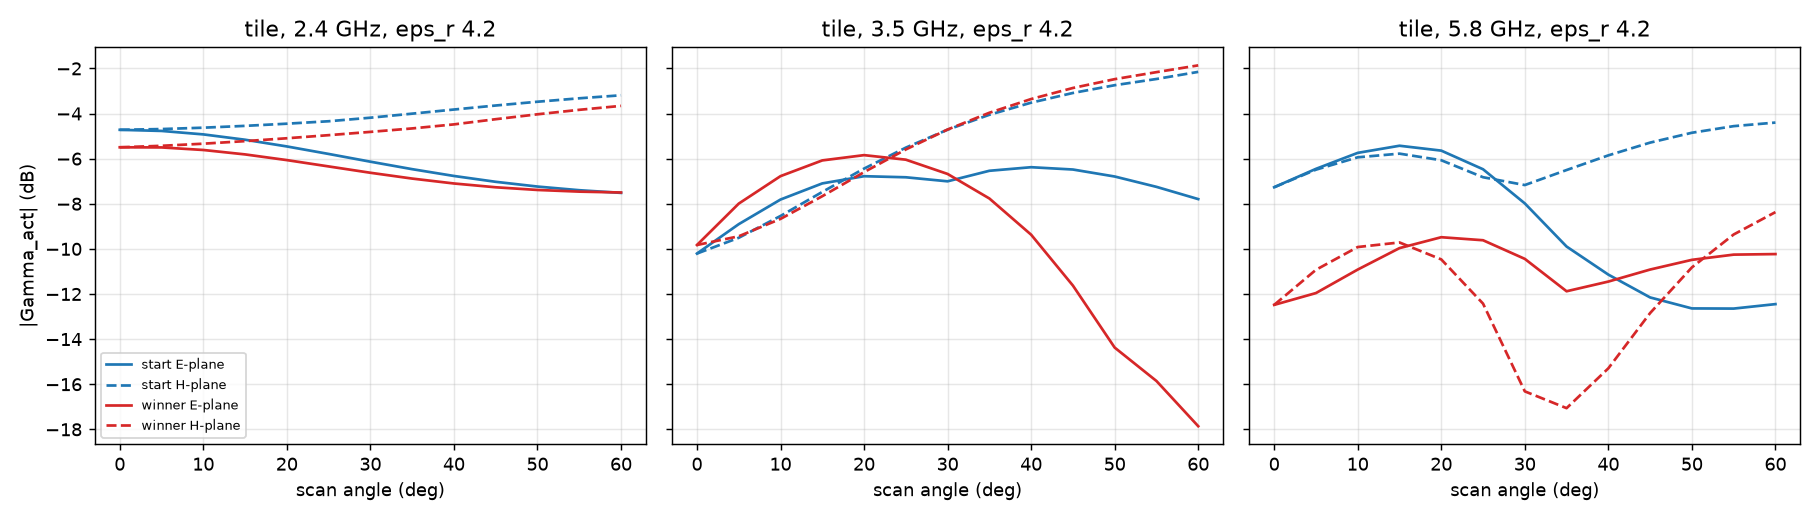 tile, 2.4 GHz, eps_r 4.2
tile, 3.5 GHz, eps_r 4.2
tile, 5.8 GHz, eps_r 4.2
|Gamma_act| (dB)
−2
−4
−6
−8
−10
−12
−14
−16
−18
start E-plane
start H-plane
winner E-plane
winner H-plane
0 10 20 30 40 50 60
0 10 20 30 40 50 60
0 10 20 30 40 50 60
scan angle (deg)
scan angle (deg)
scan angle (deg)